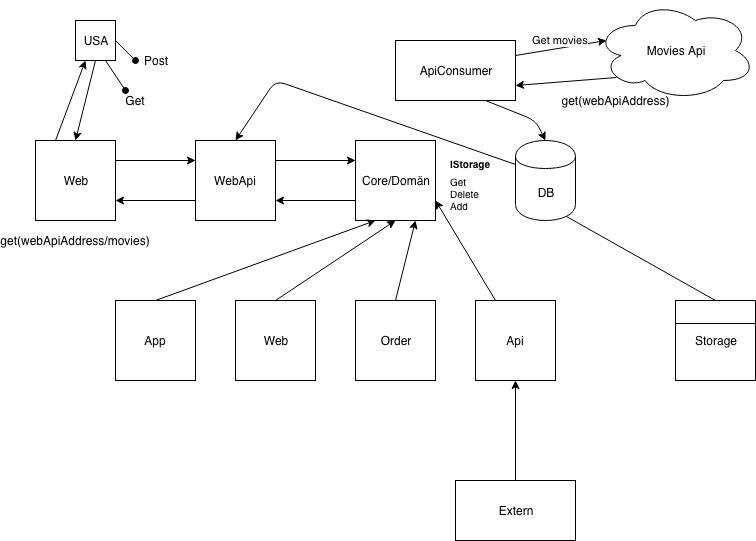 USA
Post
Get
Get movies
Movies Api
ApiConsumer
get(webApiAddress)
Web
WebApi
Core/Domän
IStorage
Get
Delete
Add
DB
get(webApiAddress/movies)
App
Web
Order
Api
Storage
Extern